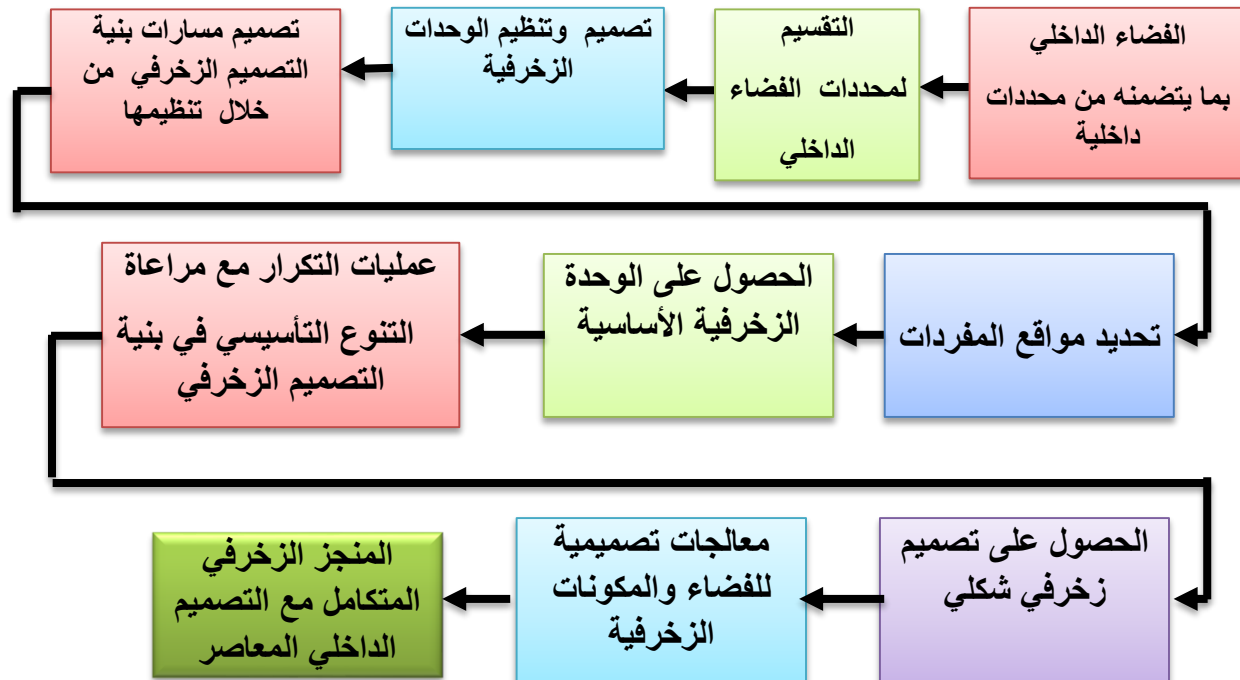 الفضاء الداخلي
بما يتضمنه من محددات
داخلية
التقسيم
لمحددات الفضاء
الداخلي
تصميم وتنظيم الوحدات
الزخرفية
تصميم مسارات بنية
التصميم الزخرفي من
خلال تنظيمها
تحديد مواقع المفردات
الحصول على الوحدة
الزخرفية الأساسية
عمليات التكرار مع مراعاة
التنوع التأسيسي في بنية
التصميم الزخرفي
الحصول على تصميم
زخرفي شكلي
معالجات تصميمية
للفضاء والمكونات
الزخرفية
المنجز الزخرفي
المتكامل مع التصميم
الداخلي المعاصر